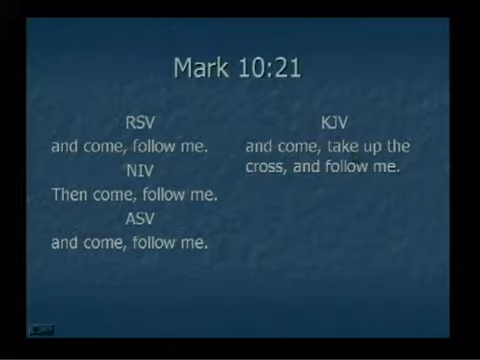 Mark 10:21
RSV
and come, follow me.
NIV
Then come, follow me.
ASV
and come, follow me.
KJV
and come, take up the
cross, and follow me.